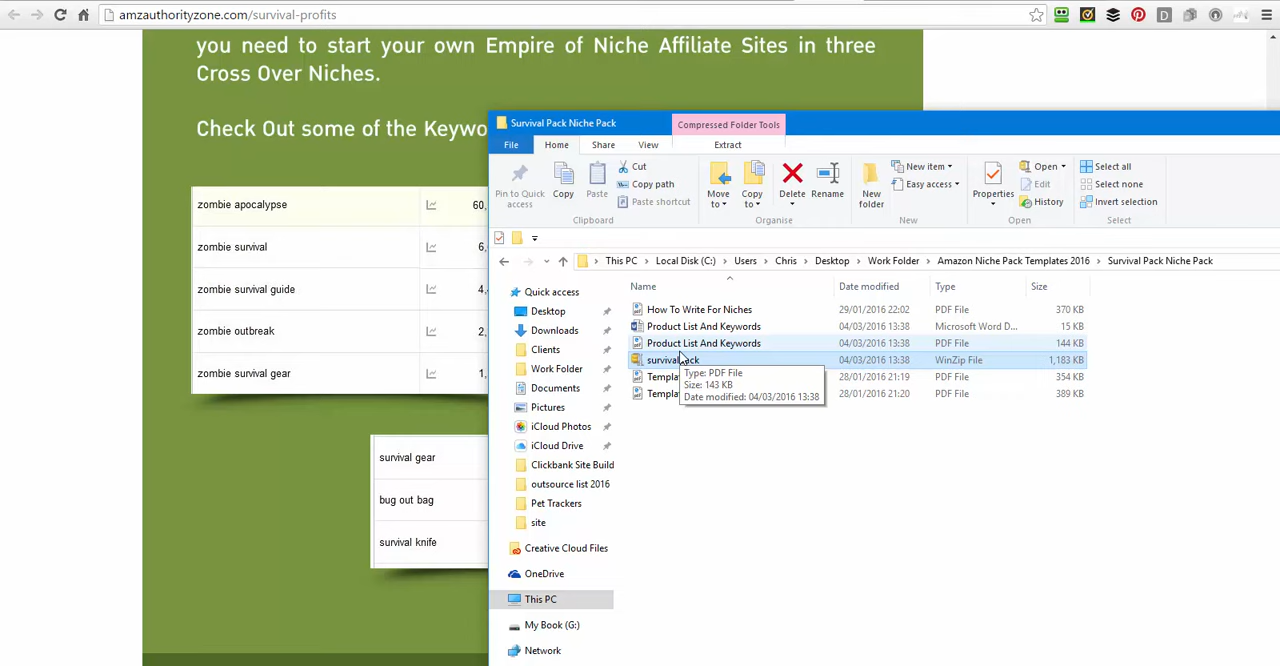 amzauthorityzone.com/survival-profits
you need to start your own Empire of Niche Affiliate Sites in three
Cross Over Niches.
Check Out some of the Keywo
zombie apocalypse 60,
zombie survival 6,
zombie survival guide 4,
zombie outbreak 2,
zombie survival gear 1,
survival gear
bug out bag
survival knife
Survival Pack Niche Pack
Compressed Folder Tools
File Home Share View Extract
Pin to Quick access
Copy
Paste
Cut
Copy path
Paste shortcut
Clipboard
Move to
Copy to
Delete
Rename
Organise
New folder
New item
Easy access
New
Properties
Open
Edit
History
Open
Select all
Select none
Invert selection
Select
This PC Local Disk (C:) Users Chris Desktop Work Folder Amazon Niche Pack Templates 2016 Survival Pack Niche Pack
Name Date modified Type Size
How To Write For Niches 29/01/2016 22:02 PDF File 370 KB
Product List And Keywords 04/03/2016 13:38 Microsoft Word D... 15 KB
Product List And Keywords 04/03/2016 13:38 PDF File 144 KB
survival ack 04/03/2016 13:38 WinZip File 1,183 KB
Templa 28/01/2016 21:19 PDF File 354 KB
Templa 28/01/2016 21:20 PDF File 389 KB
Type: PDF File
Size: 143 KB
Date modified: 04/03/2016 13:38
Quick access
Desktop
Downloads
Clients
Work Folder
Documents
Pictures
iCloud Photos
iCloud Drive
Clickbank Site Build
outsource list 2016
Pet Trackers
site
Creative Cloud Files
OneDrive
This PC
My Book (G:)
Network